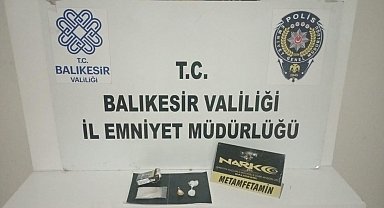 T.C.
BALIKESİR
VALİLİĞİ
POLİS
T.C.
BALIKESİR VALİLİĞİ
İL EMNİYET MÜDÜRLÜĞÜ
NARKO
METAMFETAMİN